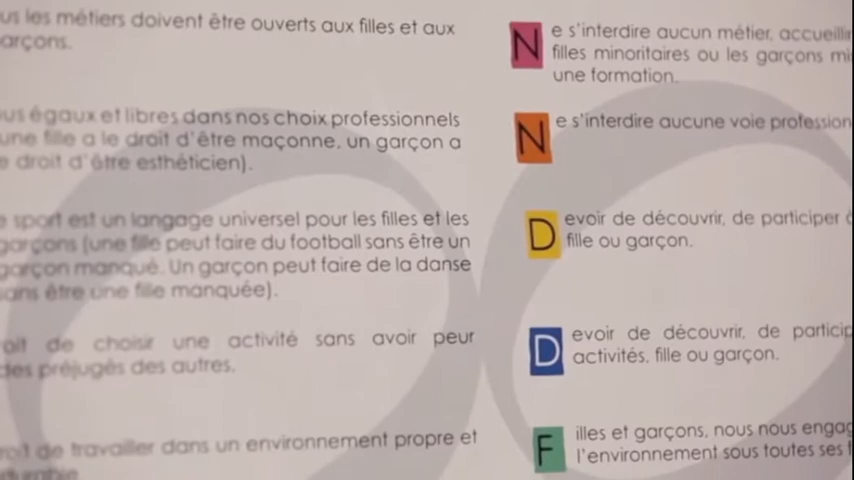 us les métiers doivent être ouverts aux filles et aux
arçons.
us égaux et libres dans nos choix professionnels
une fille a le droit d'être maçonne, un garçon a
e droit d'être esthéticien).
e sport est un langage universel pour les filles et les
garçons (une fille peut faire du football sans être un
garçon manqué. Un garçon peut faire de la danse
sans être une fille manquée).
oit de choisir une activité sans avoir peur
des préjugés des autres.
roit de travailler dans un environnement propre et
durable
Ne s'interdire aucun métier, accueillir
filles minoritaires ou les garçons mi
une formation.
Ne s'interdire aucune voie profession
Devoir de découvrir, de participer à
fille ou garçon.
Devoir de découvrir, de particip
activités, fille ou garçon.
Filles et garçons, nous nous engag
l'environnement sous toutes ses f